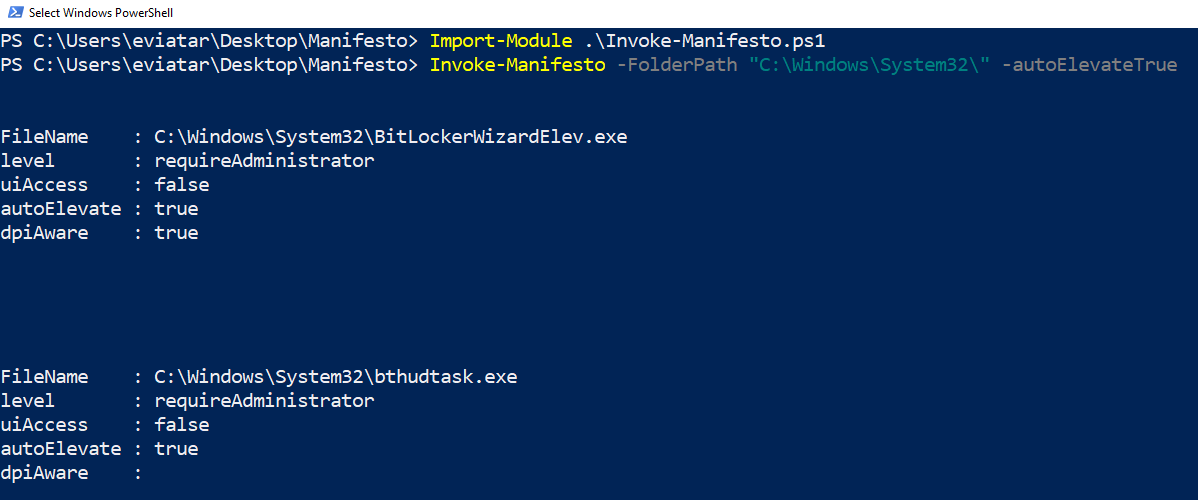 Select Windows PowerShell
PS C:\Users\eviatar\Desktop\Manifesto> Import-Module .\Invoke-Manifesto.ps1
PS C:\Users\eviatar\Desktop\Manifesto> Invoke-Manifesto -FolderPath "C:\Windows\System32\" -autoElevateTrue
FileName : C:\Windows\System32\BitLockerWizardElev.exe
level : requireAdministrator
uiAccess : false
autoElevate : true
dpiAware : true
FileName : C:\Windows\System32\bthudtask.exe
level : requireAdministrator
uiAccess : false
autoElevate : true
dpiAware :